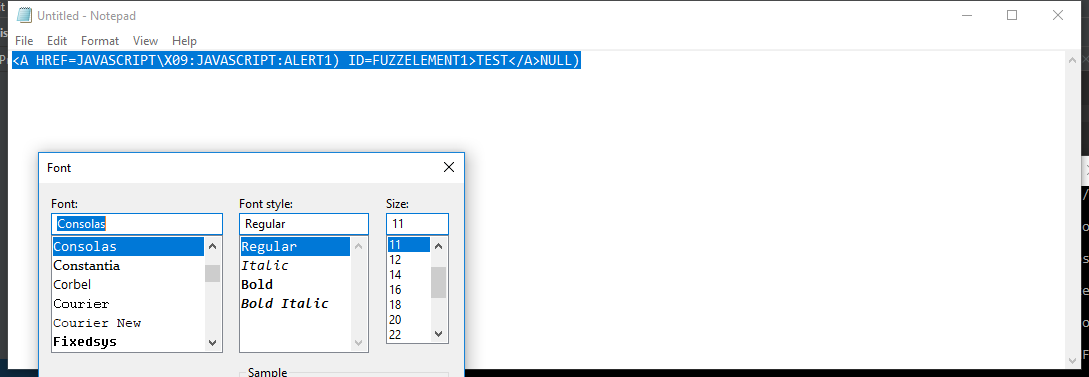 Untitled - Notepad
File Edit Format View Help
<A HREF=JAVASCRIPT\X09:JAVASCRIPT:ALERT1) ID=FUZZELEMENT1>TEST</A>NULL)
Font
Font: Font style: Size:
Consolas Regular 11
Consolas Regular 11
Constantia Italic 12
Corbel Bold 14
Courier Bold Italic 16
Courier New 18
Fixedsys 20
22
Sample